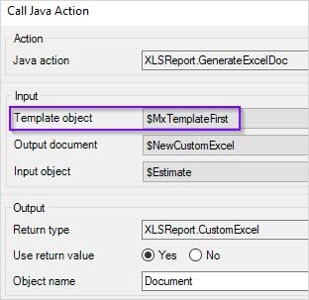 Call Java Action
Action
Java action XLSReport.GenerateExcelDoc
Input
Template object $MxTemplateFirst
Output document $NewCustomExcel
Input object $Estimate
Output
Return type XLSReport.CustomExcel
Use return value Yes No
Object name Document